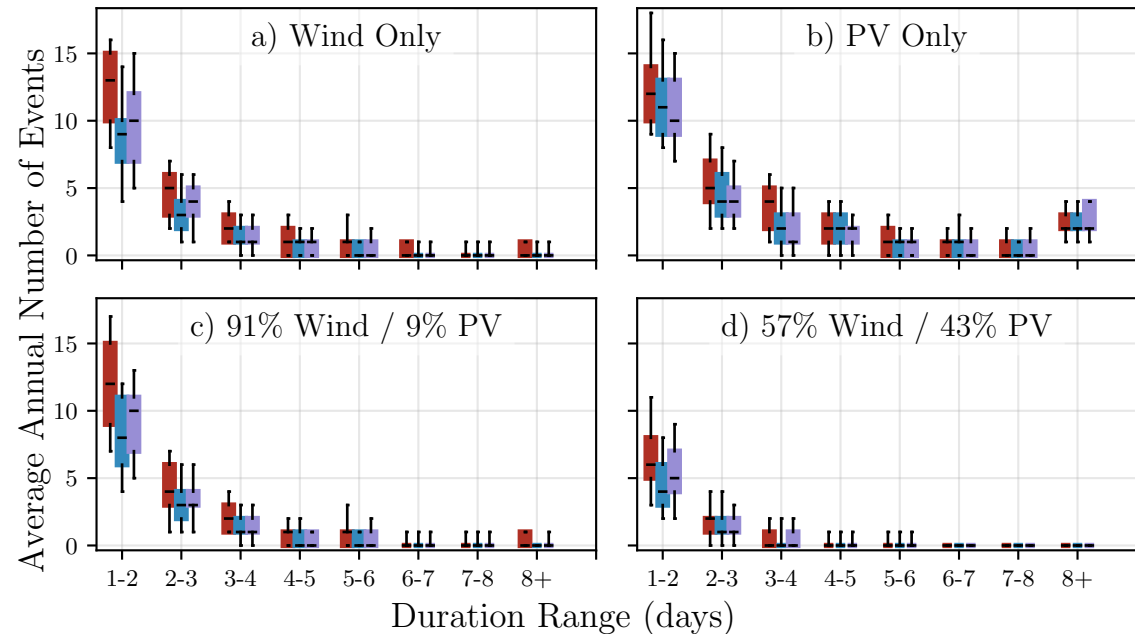 Average Annual Number of Events
a) Wind Only
15
10
5
0
b) PV Only
c) 91% Wind / 9% PV
15
10
5
0
1-2 2-3 3-4 4-5 5-6 6-7 7-8 8+
d) 57% Wind / 43% PV
1-2 2-3 3-4 4-5 5-6 6-7 7-8 8+
Duration Range (days)